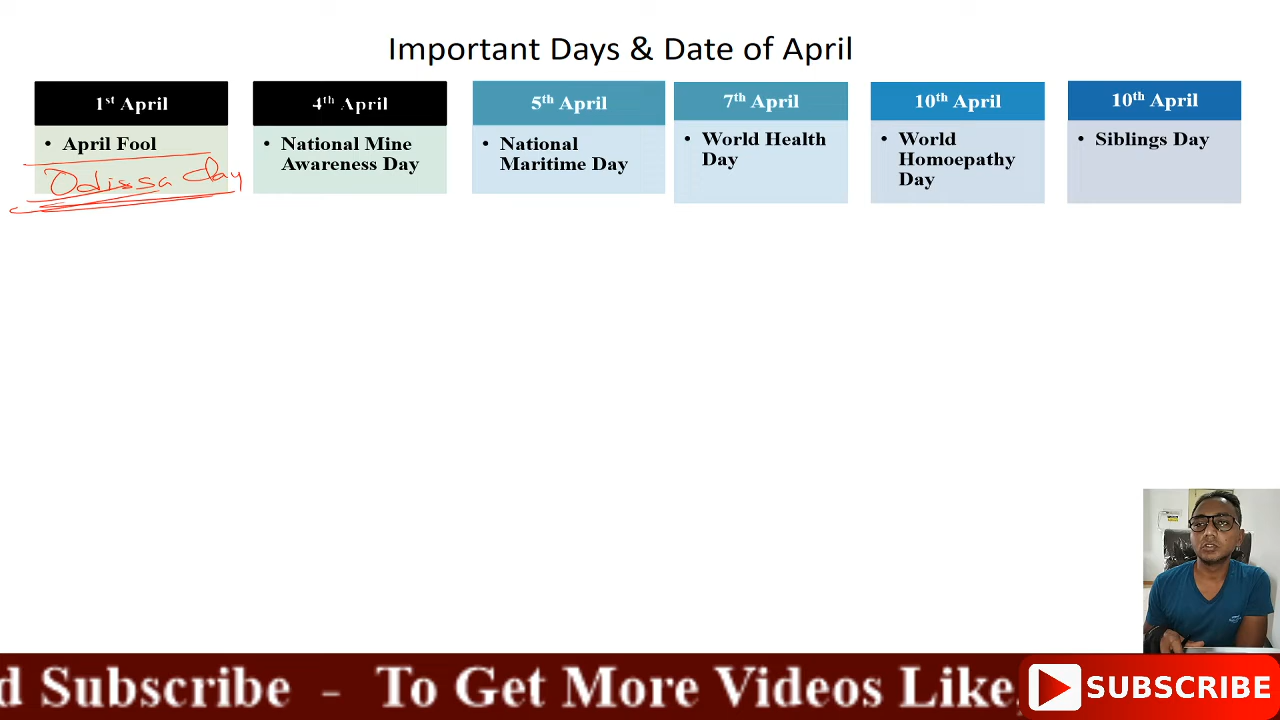 Important Days & Date of April
1st April
• April Fool
Odissa day
4th April
• National Mine
Awareness Day
5th April
• National
Maritime Day
7th April
• World Health
Day
10th April
• World
Homoepathy
Day
10th April
• Siblings Day
d Subscribe - To Get More Videos Like,
SUBSCRIBE